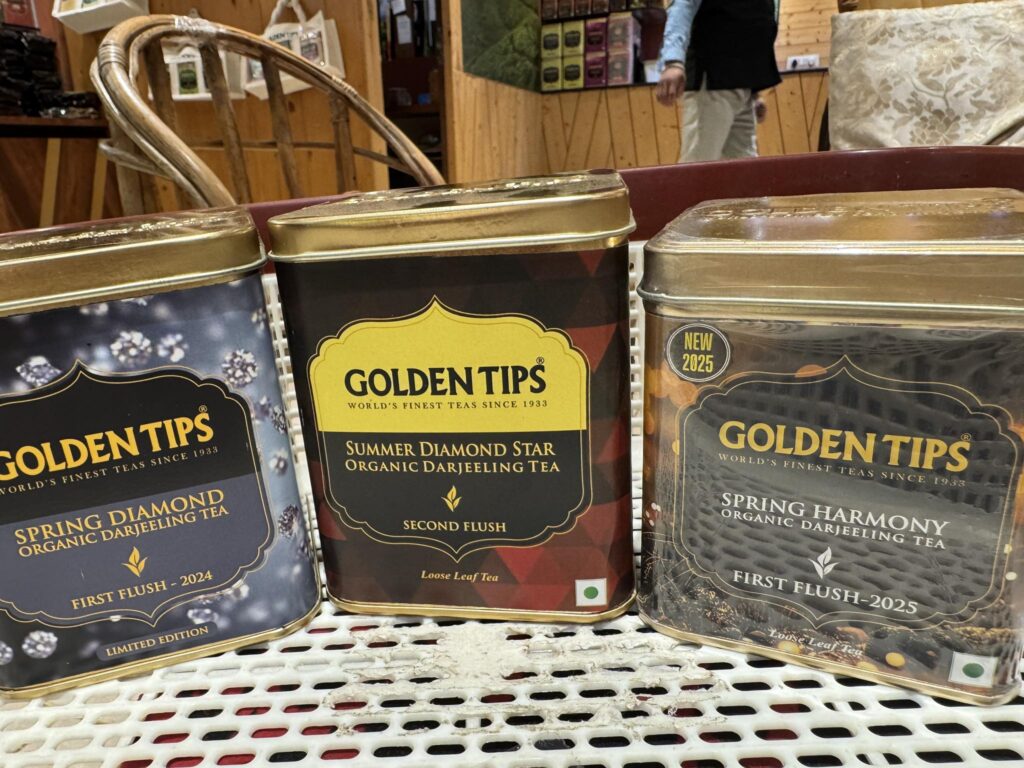 GOLDEN TIPS®
WORLD'S FINEST TEAS SINCE 1933
SPRING DIAMOND
ORGANIC DARJEELING TEA
FIRST FLUSH - 2024
LIMITED EDITION
GOLDEN TIPS®
WORLD'S FINEST TEAS SINCE 1933
SUMMER DIAMOND STAR
ORGANIC DARJEELING TEA
SECOND FLUSH
Loose Leaf Tea
NEW
2025
GOLDEN TIPS®
WORLD'S FINEST TEAS SINCE 1933
SPRING HARMONY
ORGANIC DARJEELING TEA
FIRST FLUSH-2025
Loose Leaf Tea